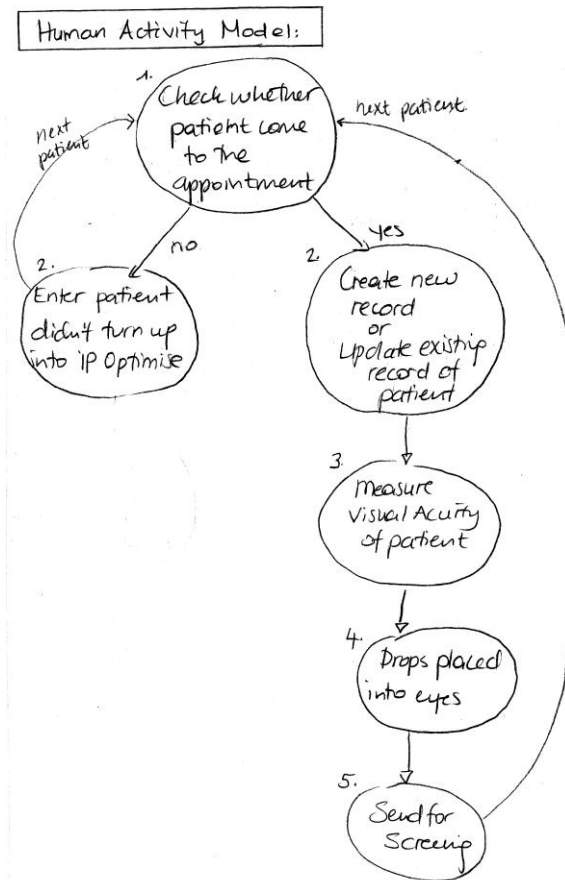 Human Activity Model:
1.
Check whether
patient come
to the
appointment
next
patient
next patient
no
yes
2.
Enter patient
didn't turn up
into iP Optimise
2.
Create new
record
or
Update existing
record of
patient
3.
Measure
Visual Acuity
of patient
4.
Drops placed
into eyes
5.
Send for
Screening